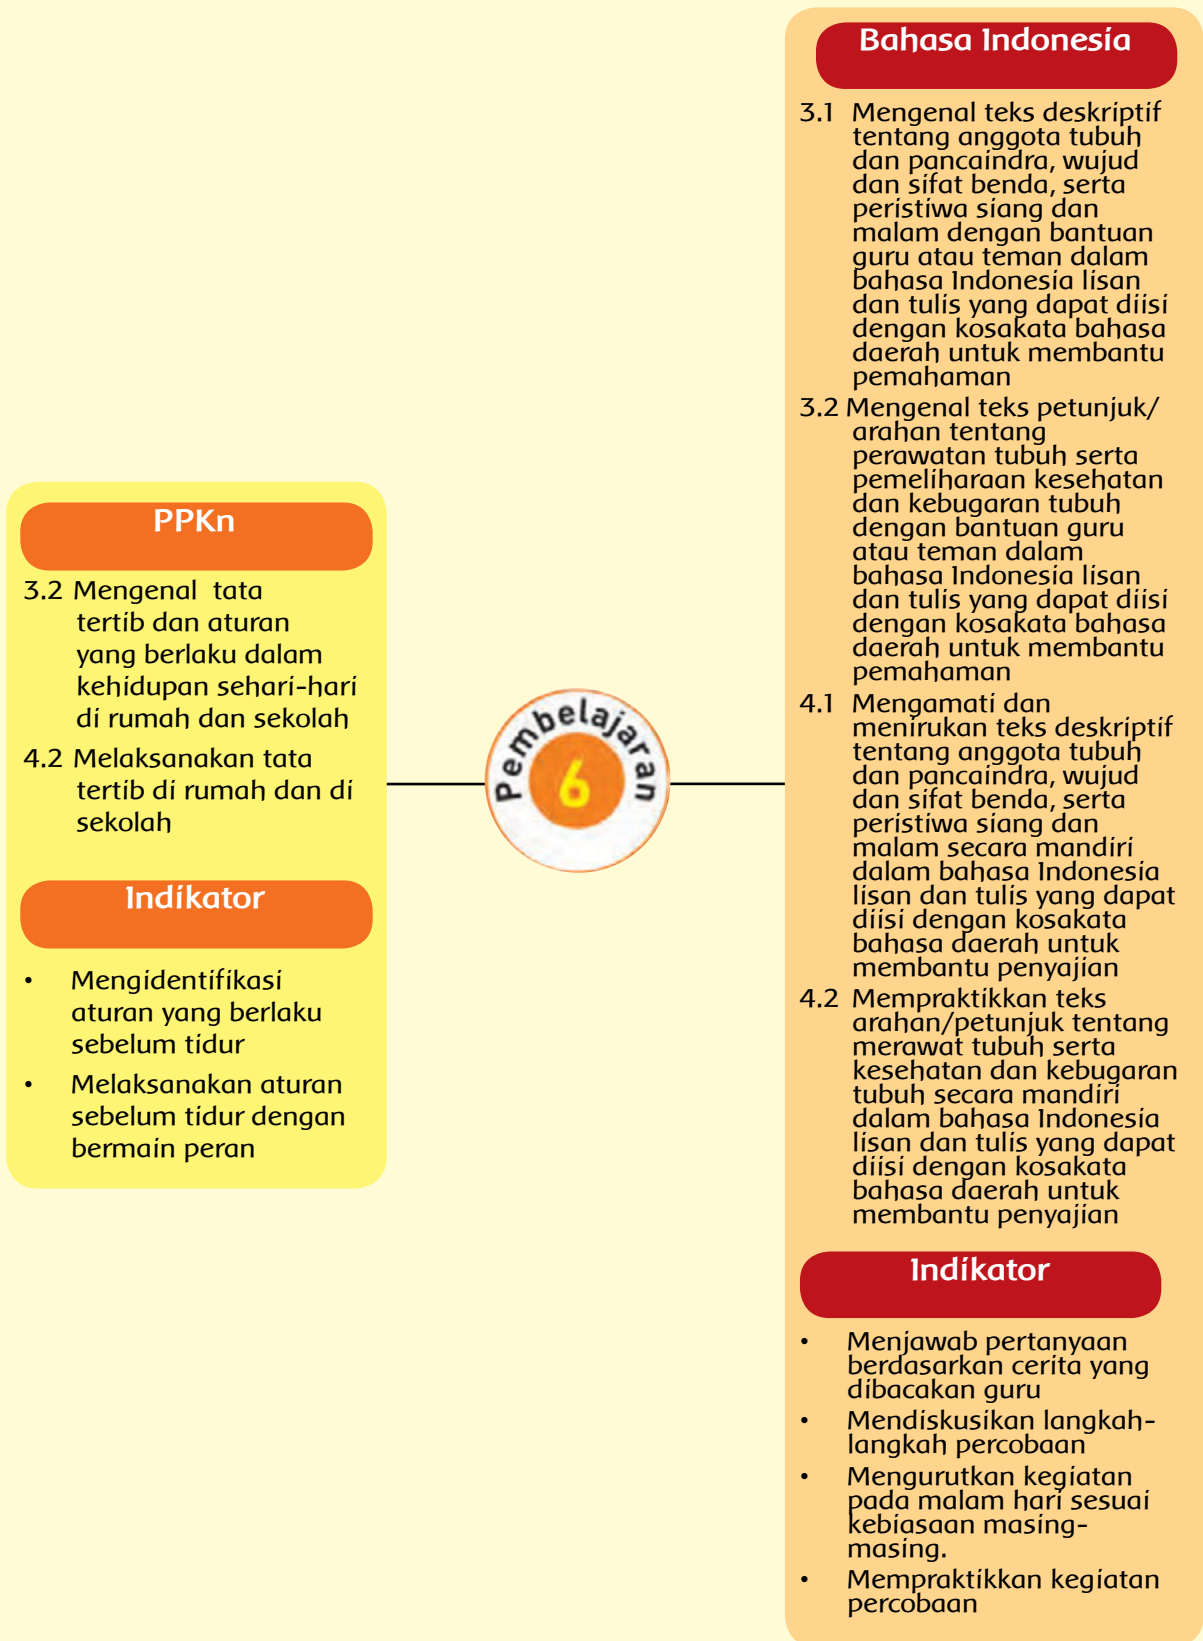 PPKn
3.2 Mengenal tata
tertib dan aturan
yang berlaku dalam
kehidupan sehari-hari
di rumah dan sekolah
4.2 Melaksanakan tata
tertib di rumah dan di
sekolah
Indikator
• Mengidentifikasi
aturan yang berlaku
sebelum tidur
• Melaksanakan aturan
sebelum tidur dengan
bermain peran
Pembelajaran
6
Bahasa Indonesia
3.1 Mengenal teks deskriptif
tentang anggota tubuh
dan pancaindra, wujud
dan sifat benda, serta
peristiwa siang dan
malam dengan bantuan
guru atau teman dalam
bahasa Indonesia lisan
dan tulis yang dapat diisi
dengan kosakata bahasa
daerah untuk membantu
pemahaman
3.2 Mengenal teks petunjuk/
arahan tentang
perawatan tubuh serta
pemeliharaan kesehatan
dan kebugaran tubuh
dengan bantuan guru
atau teman dalam
bahasa Indonesia lisan
dan tulis yang dapat diisi
dengan kosakata bahasa
daerah untuk membantu
pemahaman
4.1 Mengamati dan
menirukan teks deskriptif
tentang anggota tubuh
dan pancaindra, wujud
dan sifat benda, serta
peristiwa siang dan
malam secara mandiri
dalam bahasa Indonesia
lisan dan tulis yang dapat
diisi dengan kosakata
bahasa daerah untuk
membantu penyajian
4.2 Mempraktikkan teks
arahan/petunjuk tentang
merawat tubuh serta
kesehatan dan kebugaran
tubuh secara mandiri
dalam bahasa Indonesia
lisan dan tulis yang dapat
diisi dengan kosakata
bahasa daerah untuk
membantu penyajian
Indikator
• Menjawab pertanyaan
berdasarkan cerita yang
dibacakan guru
• Mendiskusikan langkah-
langkah percobaan
• Mengurutkan kegiatan
pada malam hari sesuai
kebiasaan masing-
masing.
• Mempraktikkan kegiatan
percobaan